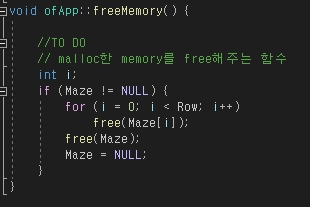 void ofApp::freeMemory() {
//TO DO
// malloc한 memory를 free해주는 함수
int i;
if (Maze != NULL) {
for (i = 0; i < Row; i++)
free(Maze[i]);
free(Maze);
Maze = NULL;
}
}